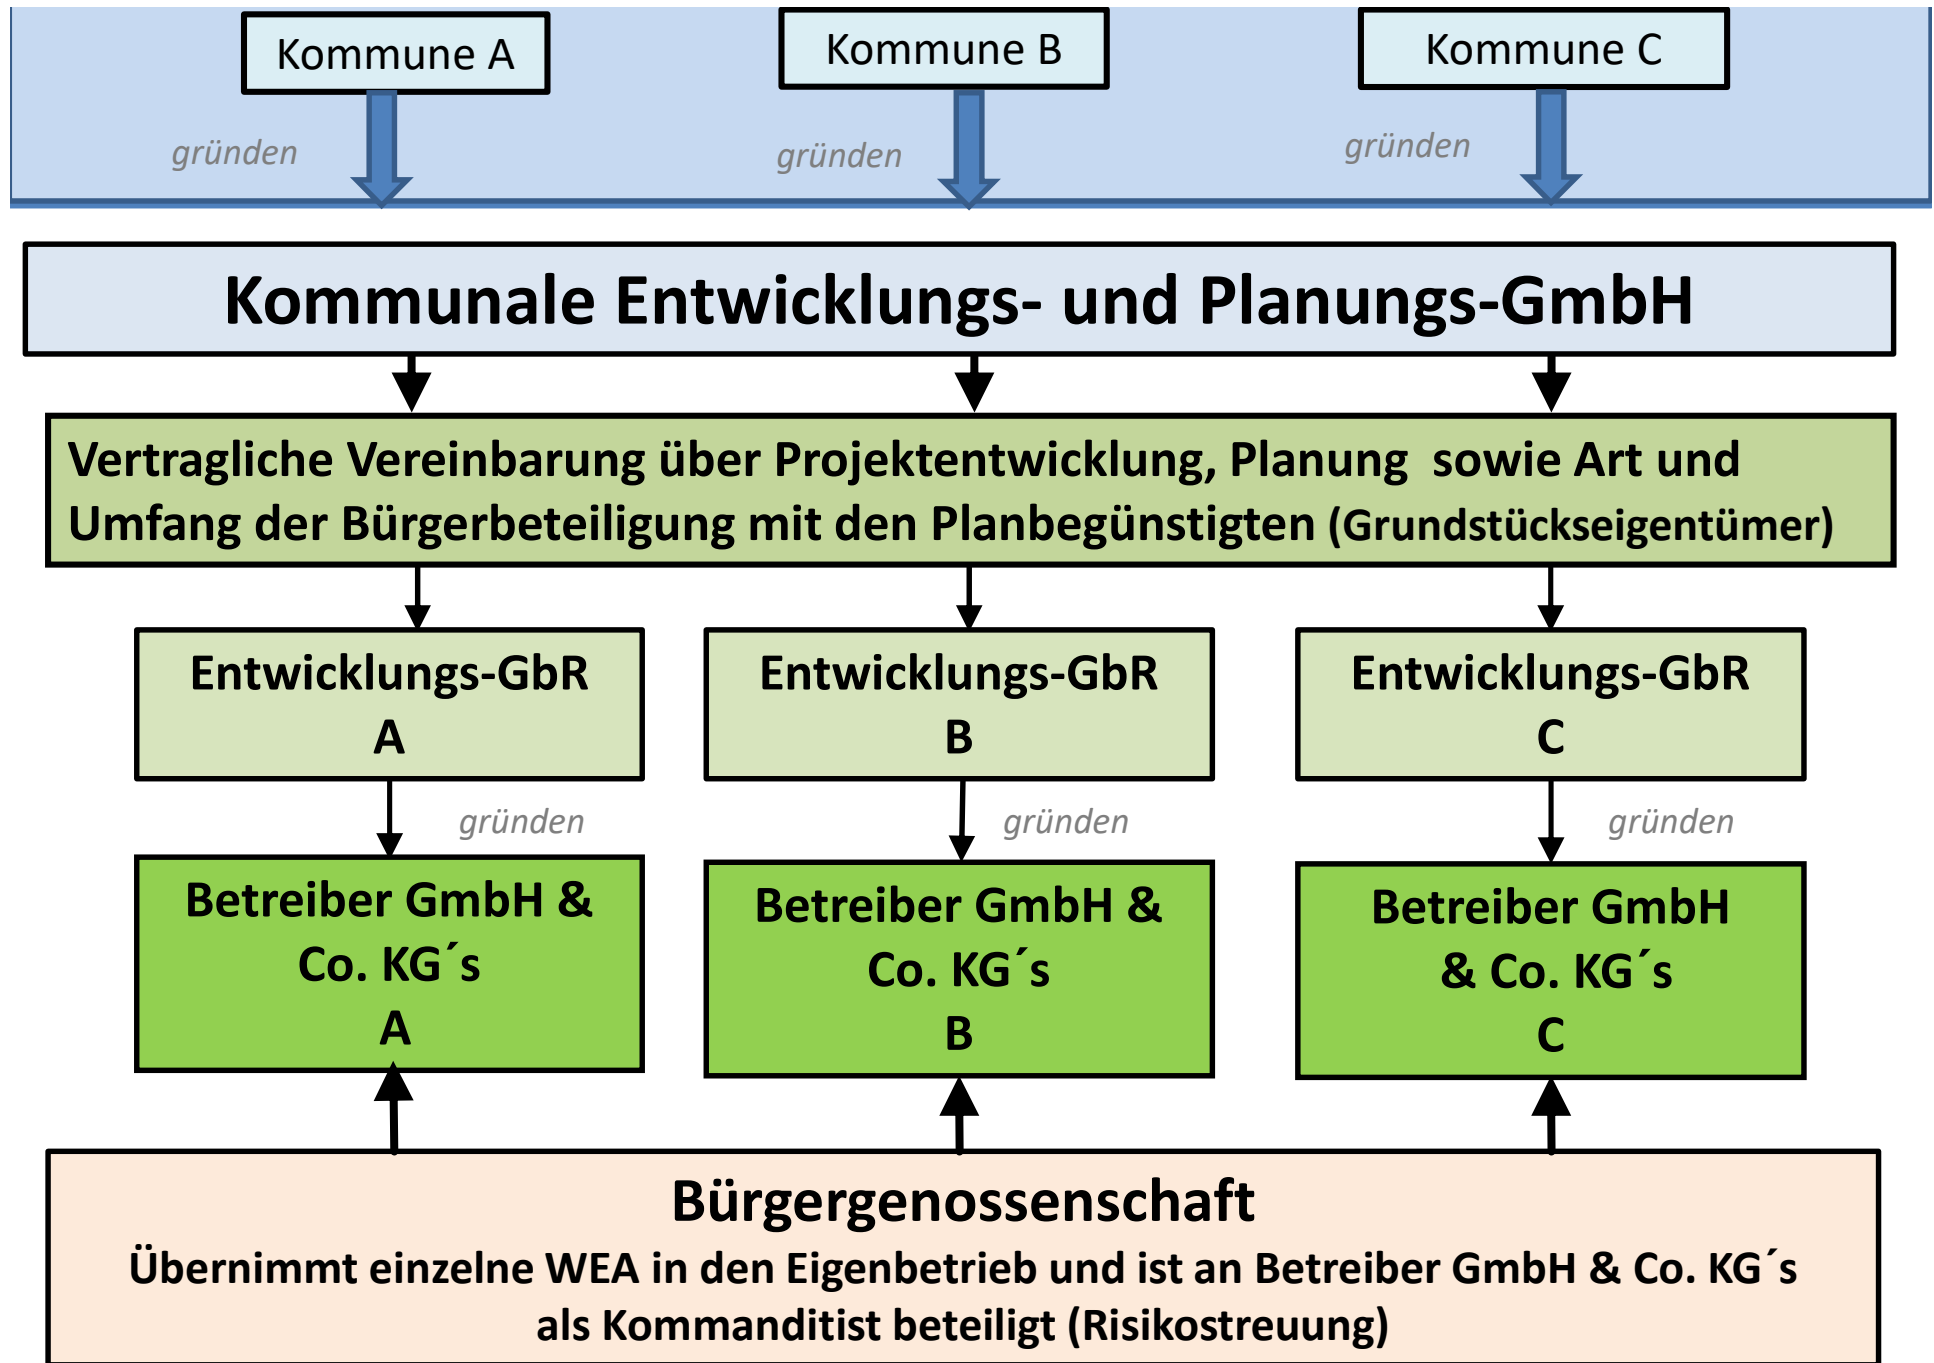 Kommune A
Kommune B
Kommune C
gründen
gründen
gründen
Kommunale Entwicklungs- und Planungs-GmbH
Vertragliche Vereinbarung über Projektentwicklung, Planung sowie Art und
Umfang der Bürgerbeteiligung mit den Planbegünstigten (Grundstückseigentümer)
Entwicklungs-GbR
A
Entwicklungs-GbR
B
Entwicklungs-GbR
C
gründen
gründen
gründen
Betreiber GmbH &
Co. KG´s
A
Betreiber GmbH &
Co. KG´s
B
Betreiber GmbH
& Co. KG´s
C
Bürgergenossenschaft
Übernimmt einzelne WEA in den Eigenbetrieb und ist an Betreiber GmbH & Co. KG´s
als Kommanditist beteiligt (Risikostreuung)